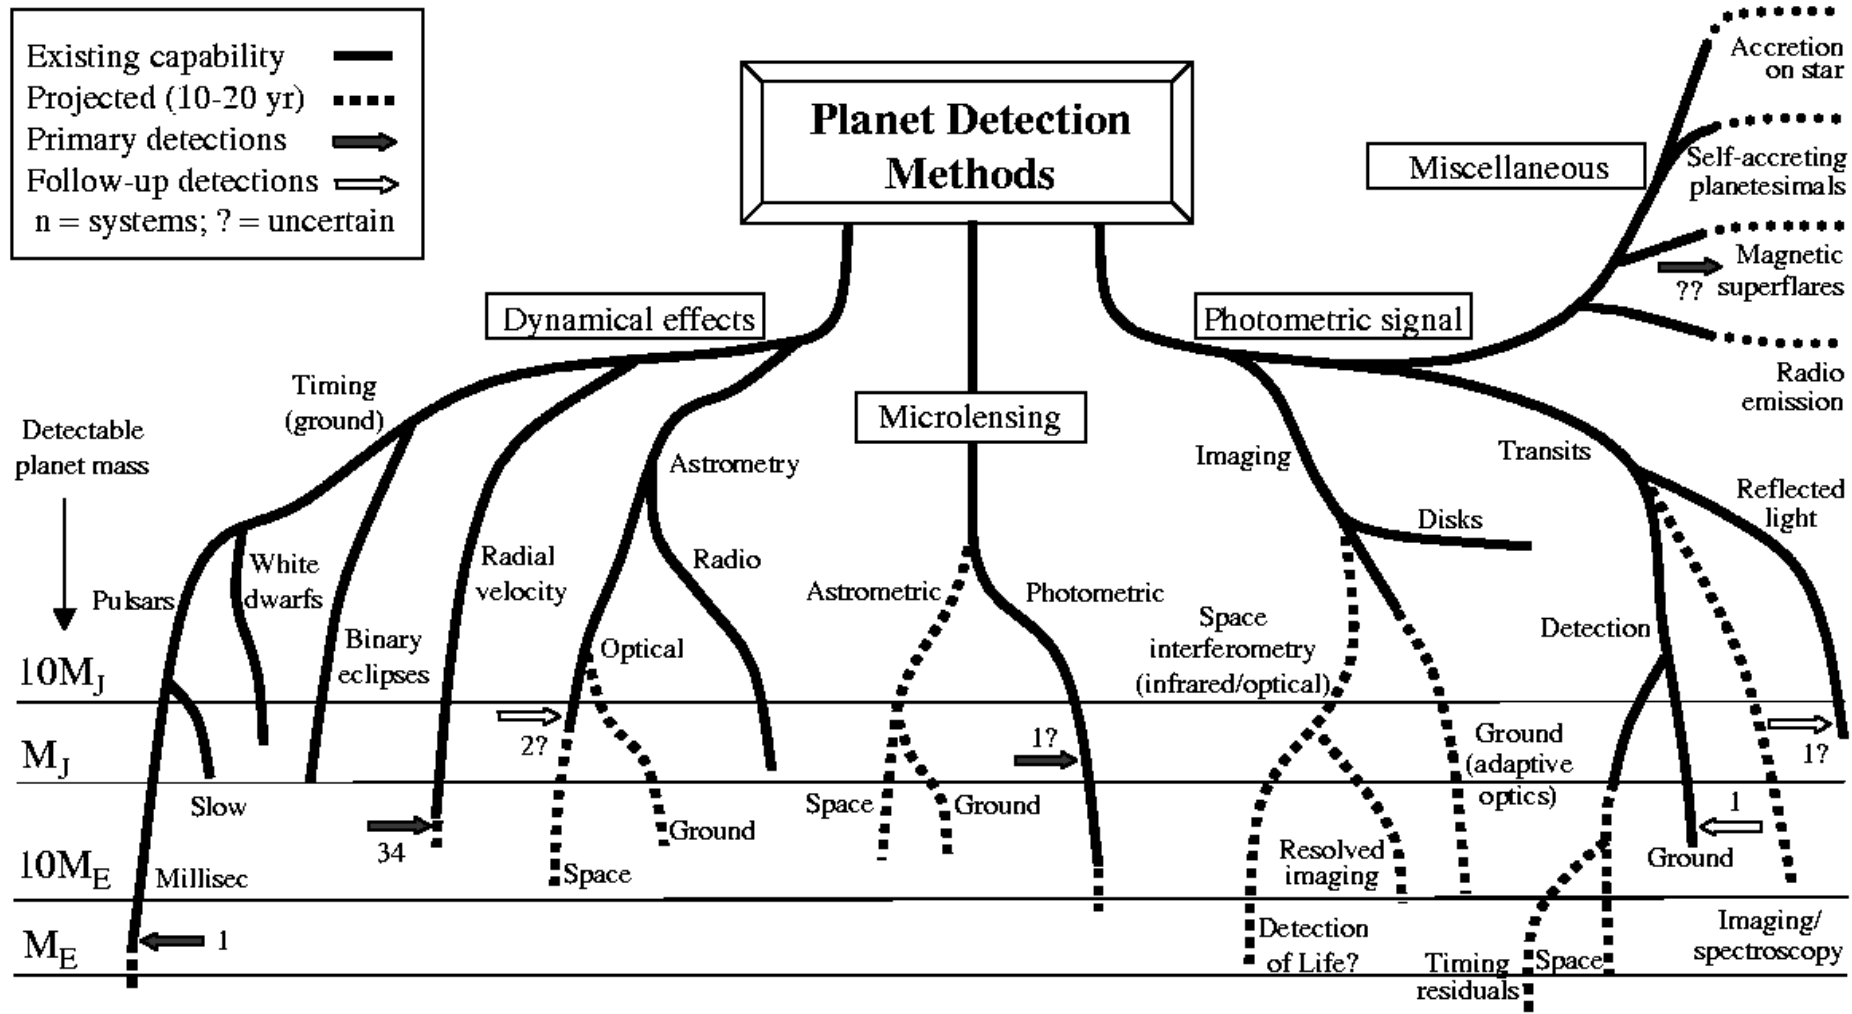 Existing capability
Projected (10-20 yr)
Primary detections
Follow-up detections
n = systems; ? = uncertain
Planet Detection
Methods
Accretion
on star
Self-accreting
planetesimals
Miscellaneous
Magnetic
superflares
??
Radio
emission
Dynamical effects
Photometric signal
Microlensing
Timing
(ground)
Detectable
planet mass
Astrometry
Imaging
Transits
Disks
Reflected
light
White
dwarfs
Pulsars
Radial
velocity
Radio
Astrometric
Photometric
Space
interferometry
(infrared/optical)
Detection
Binary
eclipses
Optical
10MJ
2?
1?
Ground
(adaptive
optics)
1?
MJ
Slow
Space
Ground
1
34
Ground
Space
Resolved
imaging
Ground
10ME
Millisec
Detection
of Life?
Imaging/
spectroscopy
ME
1
Timing
residuals
Space